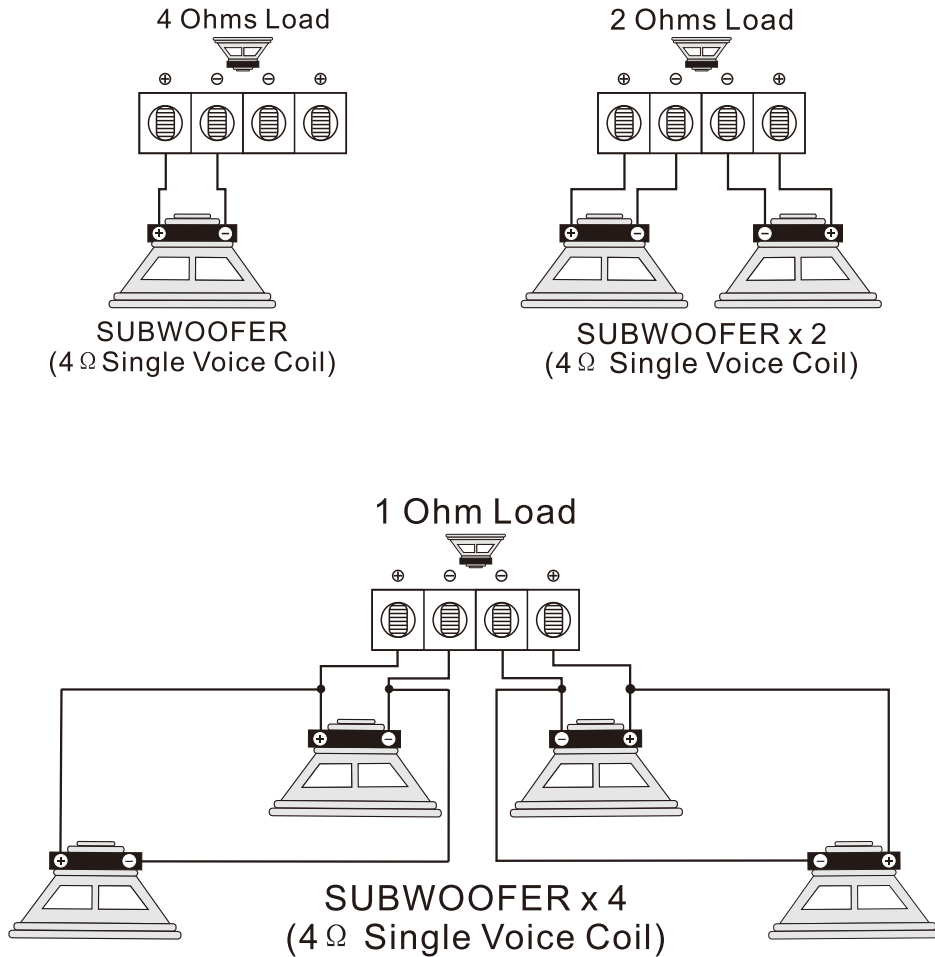 4 Ohms Load
2 Ohms Load
⊕ ⊖ ⊖ ⊕
⊕ ⊖ ⊖ ⊕
+ −
+ − − +
SUBWOOFER
(4 Ω Single Voice Coil)
SUBWOOFER x 2
(4 Ω Single Voice Coil)
1 Ohm Load
⊕ ⊖ ⊖ ⊕
+ − − +
+ − − +
SUBWOOFER x 4
(4 Ω Single Voice Coil)